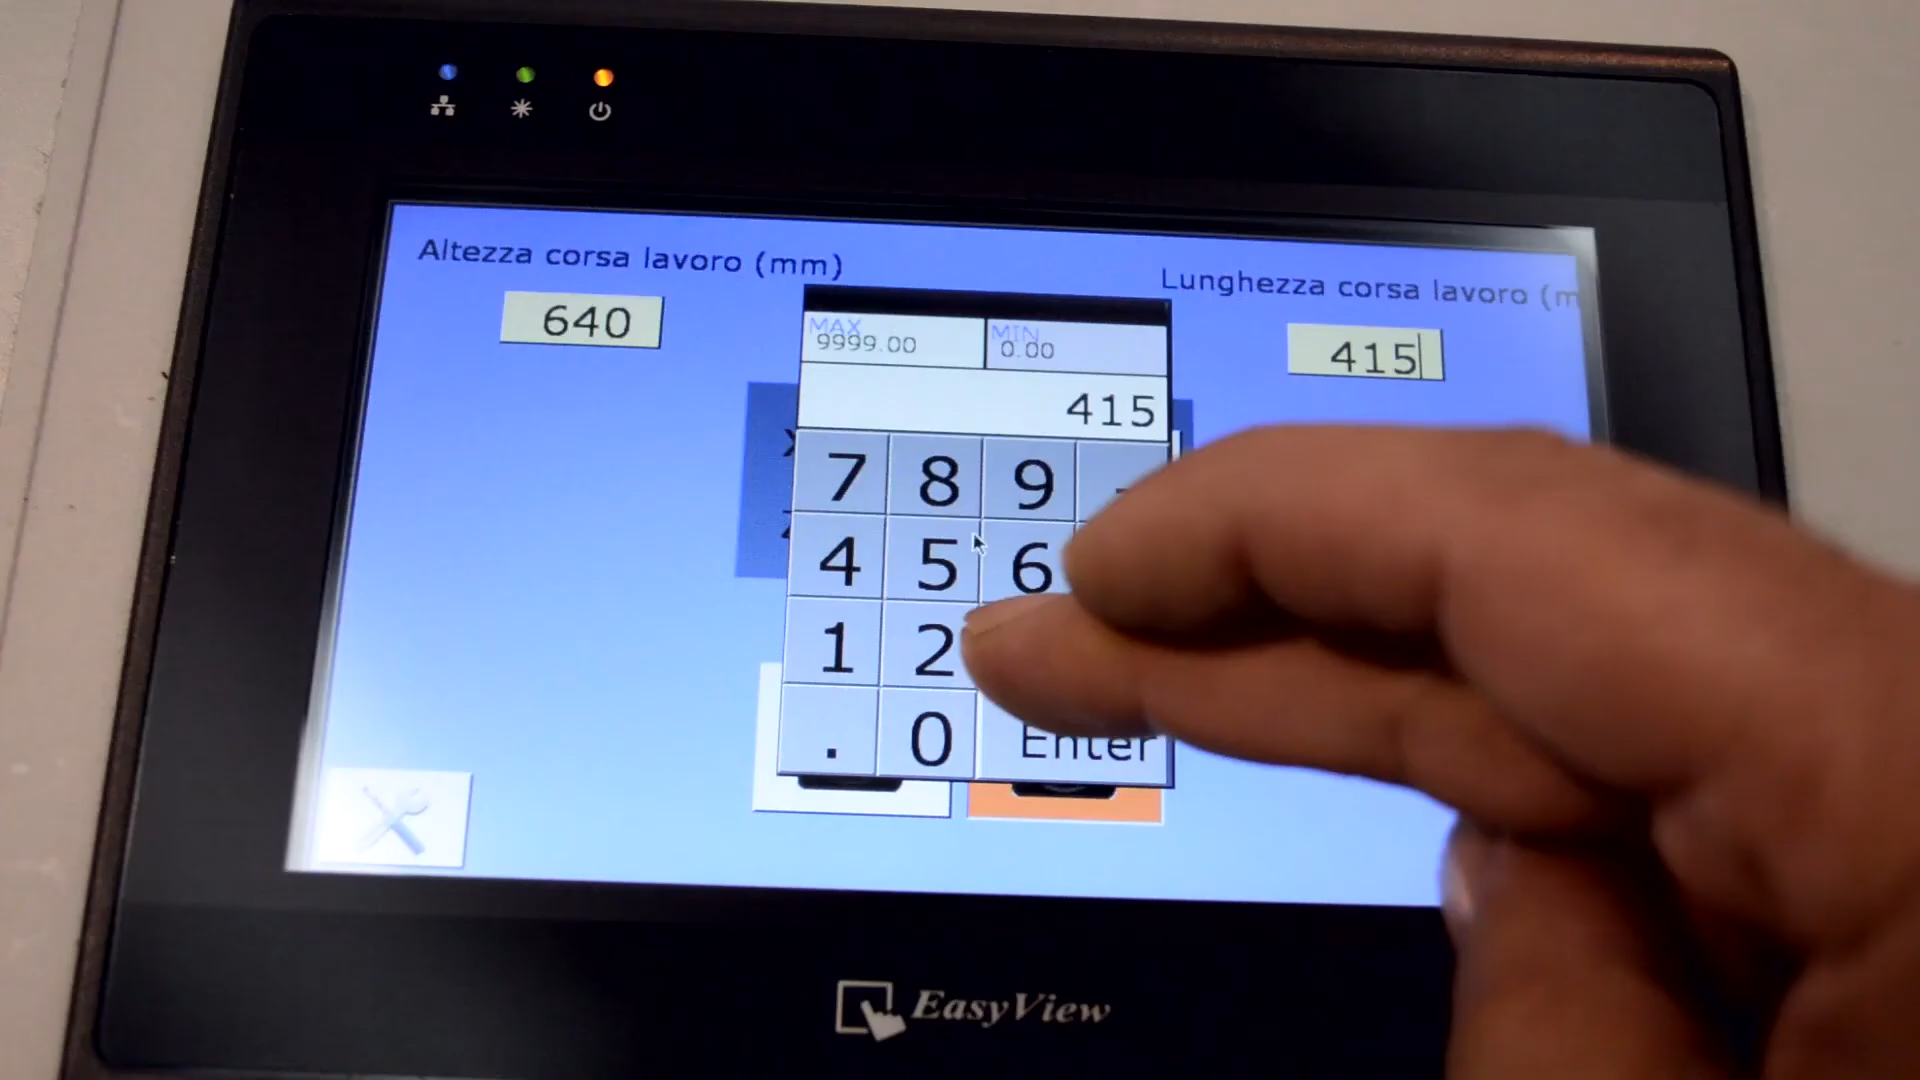 Altezza corsa lavoro (mm)
640
Lunghezza corsa lavoro (m
415
MAX
9999.00
MIN
0.00
415
7 8 9 -
4 5 6
1 2
. 0 Enter
EasyView